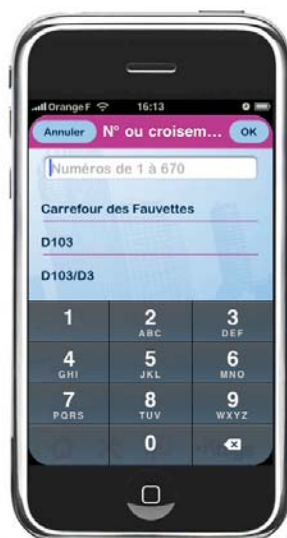 Orange F 16:13
Annuler N° ou croisem... OK
Numéros de 1 à 670
Carrefour des Fauvettes
D103
D103/D3
1 2 3
ABC DEF
4 5 6
GHI JKL MNO
7 8 9
PQRS TUV WXYZ
0